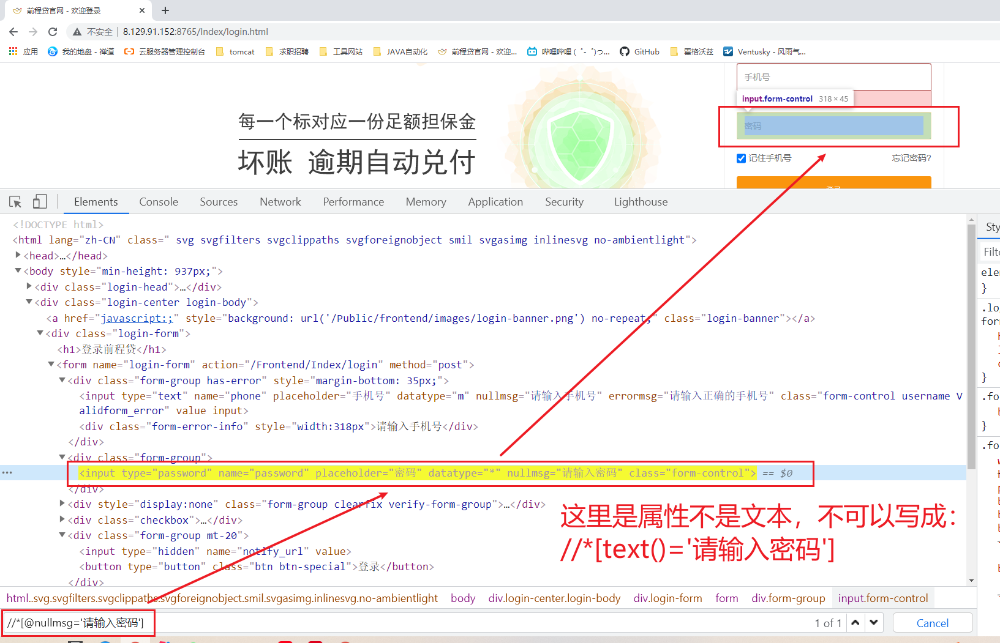 前程贷官网 - 欢迎登录
不安全 8.129.91.152:8765/Index/login.html
应用 我的地盘 - 禅道 云服务器管理控制台 tomcat 求职招聘 工具网站 JAVA自动化 前程贷官网 - 欢迎... 哔哩哔哩 ( ゜- ゜)つ... GitHub 霍格沃兹 Ventusky - 风雨气...
手机号
input.form-control 318 × 45
密码
每一个标对应一份足额担保金
坏账 逾期自动兑付
记住手机号 忘记密码?
Elements Console Sources Network Performance Memory Application Security Lighthouse
<!DOCTYPE html>
<html lang="zh-CN" class=" svg svgfilters svgclippaths svgforeignobject smil svgasimg inlinesvg no-ambientlight">
<head>…</head>
<body style="min-height: 937px;">
<div class="login-head">…</div>
<div class="login-center login-body">
<a href="javascript:;" style="background: url('/Public/frontend/images/login-banner.png') no-repeat;" class="login-banner"></a>
<div class="login-form">
<h1>登录前程贷</h1>
<form name="login-form" action="/Frontend/Index/login" method="post">
<div class="form-group has-error" style="margin-bottom: 35px;">
<input type="text" name="phone" placeholder="手机号" datatype="m" nullmsg="请输入手机号" errormsg="请输入正确的手机号" class="form-control username V
alidform_error" value input>
<div class="form-error-info" style="width:318px">请输入手机号</div>
</div>
<div class="form-group">
<input type="password" name="password" placeholder="密码" datatype="*" nullmsg="请输入密码" class="form-control"> == $0
</div>
<div style="display:none" class="form-group clearfix verify-form-group">…</div>
<div class="checkbox">…</div>
<div class="form-group mt-20">
<input type="hidden" name="notify_url" value>
<button type="button" class="btn btn-special">登录</button>
</div>
这里是属性不是文本，不可以写成：
//*[text()='请输入密码']
html..svg.svgfilters.svgclippaths.svgforeignobject.smil.svgasimg.inlinesvg.no-ambientlight body div.login-center.login-body div.login-form form div.form-group input.form-control
//*[@nullmsg='请输入密码'] 1 of 1 Cancel
Sty
Filte
elem
}
.lo
for
}
.fo
}
.fo